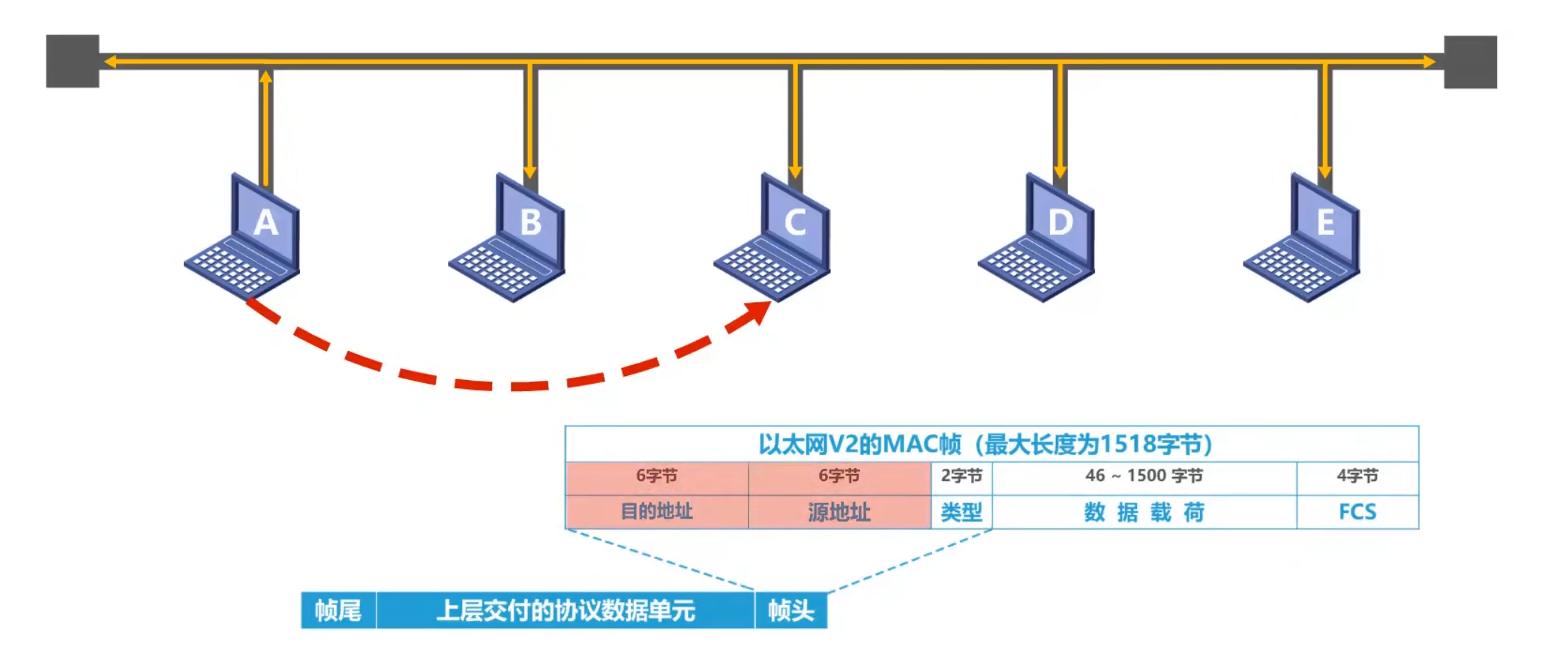 A
B
C
D
E
以太网V2的MAC帧（最大长度为1518字节）
6字节 6字节 2字节 46 ~ 1500 字节 4字节
目的地址 源地址 类型 数 据 载 荷 FCS
帧尾 上层交付的协议数据单元 帧头